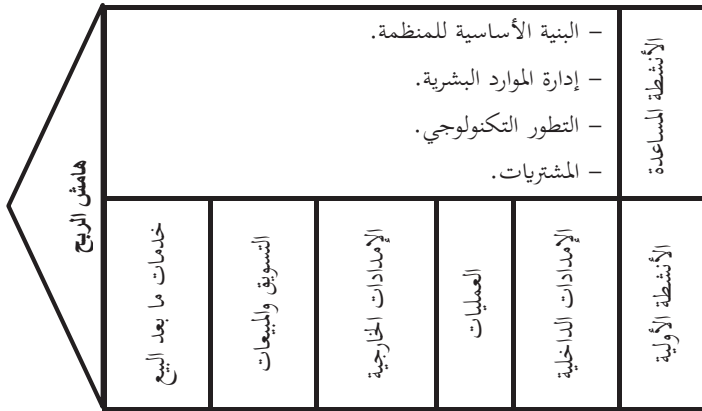 الأنشطة المساعدة
– البنية الأساسية للمنظمة.
– إدارة الموارد البشرية.
– التطور التكنولوجي.
– المشتريات.
الأنشطة الأولية
الإمدادات الداخلية
العمليات
الإمدادات الخارجية
التسويق والمبيعات
خدمات ما بعد البيع
هامش الربح